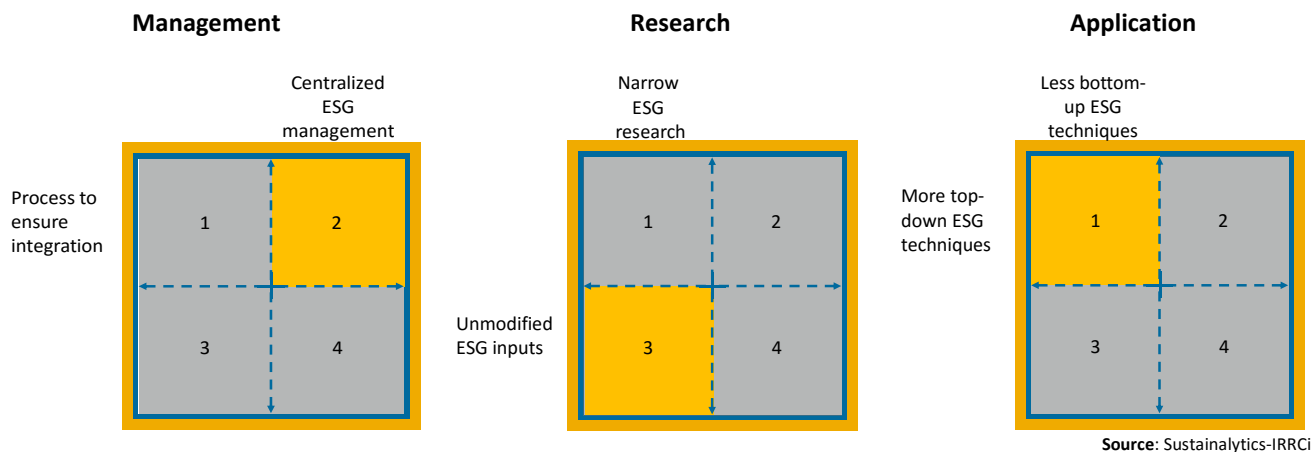 Management
Research
Application
Centralized
ESG
management
Narrow
ESG
research
Less bottom-
up ESG
techniques
Process to
ensure
integration
1
2
3
4
Unmodified
ESG inputs
1
2
3
4
More top-
down ESG
techniques
1
2
3
4
Source: Sustainalytics-IRRCi